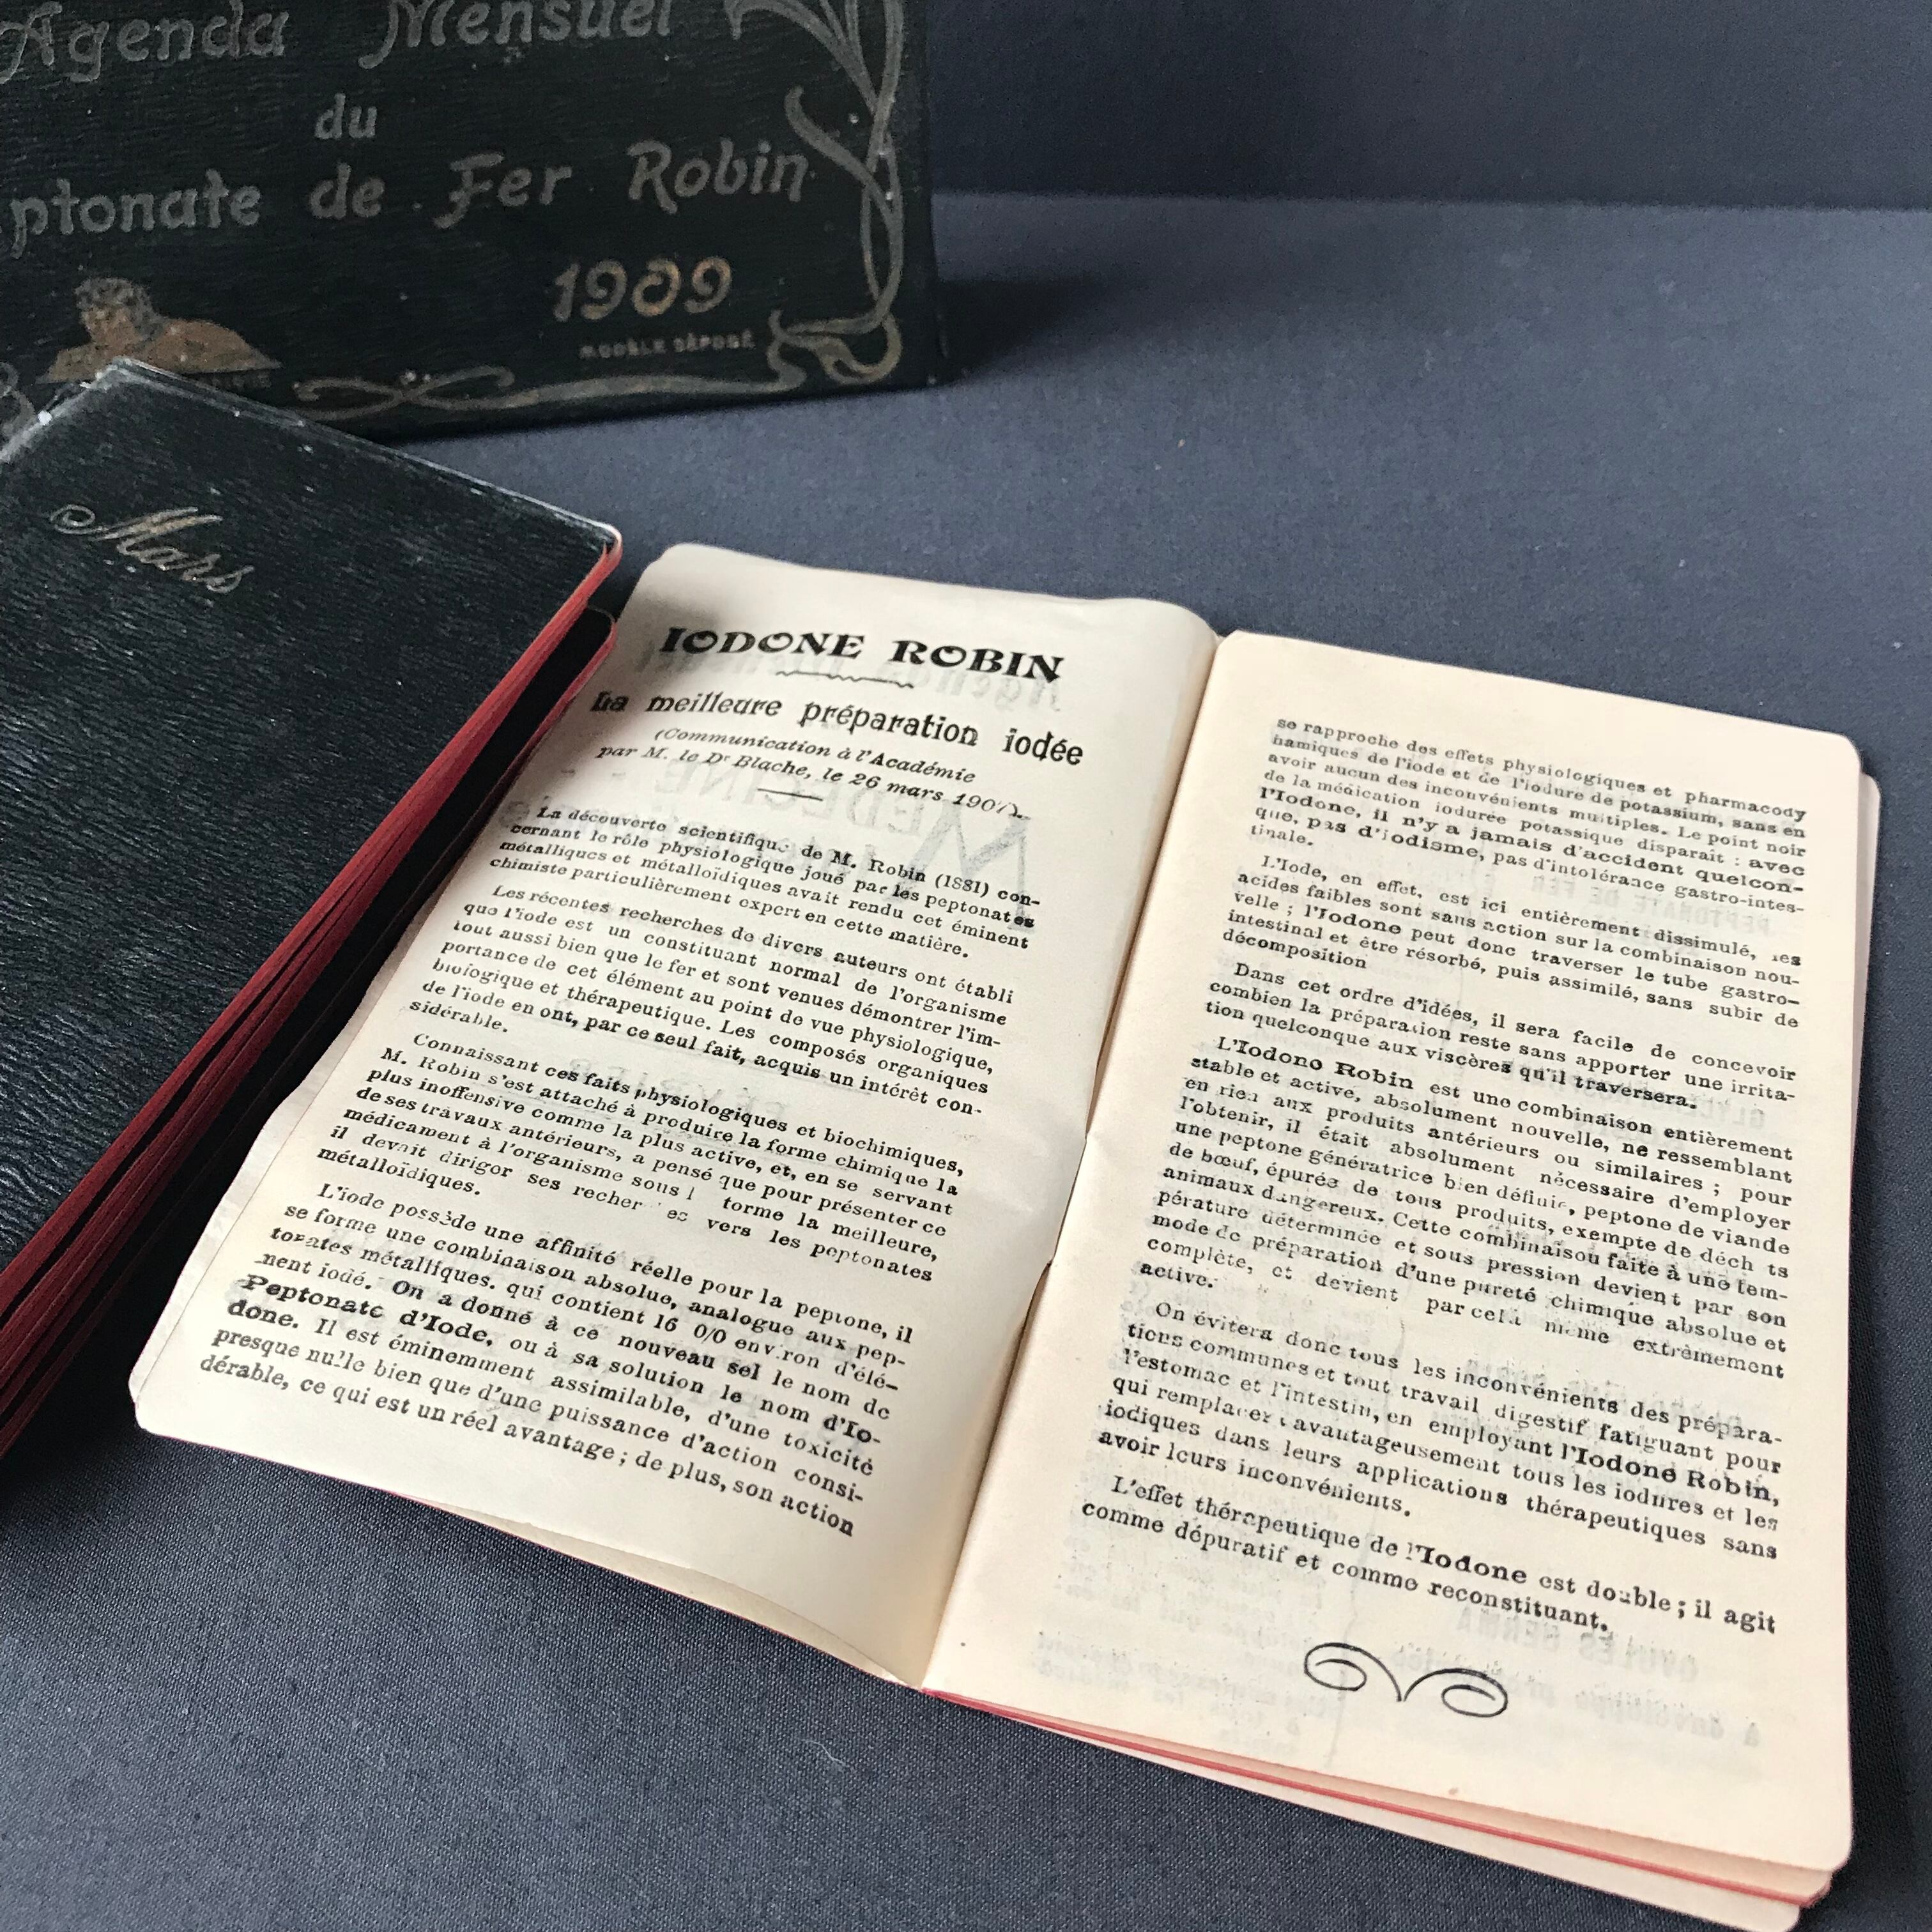 Agenda Mensuel
du
ptonate de Fer Robin
1909
MODÈLE DÉPOSÉ
Mars
IODONE ROBIN
La meilleure préparation iodée
(Communication à l'Académie
par M. le Dr Blache, le 26 mars 1907).
La découverte scientifique de M. Robin (1881) con-
cernant le rôle physiologique joué par les peptonates
métalliques et métalloïdiques avait rendu cet éminent
chimiste particulièrement expert en cette matière.
Les récentes recherches de divers auteurs ont établi
que l'iode est un constituant normal de l'organisme
tout aussi bien que le fer et sont venues démontrer l'im-
portance de cet élément au point de vue physiologique,
biologique et thérapeutique. Les composés organiques
de l'iode en ont, par ce seul fait, acquis un intérêt con-
sidérable.
Connaissant ces faits physiologiques et biochimiques,
M. Robin s'est attaché à produire la forme chimique la
plus inoffensive comme la plus active, et, en se servant
de ses travaux antérieurs, a pensé que pour présenter ce
médicament à l'organisme sous l torme la meilleure,
il devait dirigor ses recher es vers les peptonates
métalloïdiques.
L'iode possède une affinité réelle pour la peptone, il
se forme une combinaison absolue, analogue aux pep-
tonates métalliques. qui contient 16 0/0 environ d'élé-
ment iodé. On a donné à ce nouveau sel le nom de
Peptonate d'Iode, ou à sa solution le nom d'Io-
done. Il est éminemment assimilable, d'une toxicité
presque nulle bien que d'une puissance d'action consi-
dérable, ce qui est un réel avantage ; de plus, son action
se rapproche des effets physiologiques et pharmacody
hamiques de l'iode et de l'iodure de potassium, sans en
avoir aucun des inconvénients multiples. Le point noir
de la médication iodurée potassique disparait : avec
l'Iodone, il n'y a jamais d'accident quelcon-
que, pas d'iodisme, pas d'intolérance gastro-intes-
tinale.
L'Iode, en effet, est ici entièrement dissimulé, les
acides faibles sont sans action sur la combinaison nou-
velle ; l'Iodone peut donc traverser le tube gastro-
intestinal et être résorbé, puis assimilé, sans subir de
décomposition
Dans cet ordre d'idées, il sera facile de concevoir
combien la préparation reste sans apporter une irrita-
tion quelconque aux viscères qu'il traversera.
L'Iodone Robin est une combinaison entièrement
stable et active, absolument nouvelle, ne ressemblant
en rien aux produits antérieurs ou similaires ; pour
l'obtenir, il était absolument nécessaire d'employer
une peptone génératrice bien définie, peptone de viande
de bœuf, épurée de tous produits, exempte de déch ts
animaux dangereux. Cette combinaison faite à une tem-
pérature déterminée et sous pression devient par son
mode de préparation d'une pureté chimique absolue et
complète, et devient par cela même extrêmement
active.
On évitera donc tous les inconvénients des prépara-
tions communes et tout travail digestif fatiguant pour
l'estomac et l'intestin, en employant l'Iodone Robin,
qui remplacera avantageusement tous les iodures et les
iodiques dans leurs applications thérapeutiques sans
avoir leurs inconvénients.
L'effet thérapeutique de l'Iodone est double ; il agit
comme dépuratif et comme reconstituant.